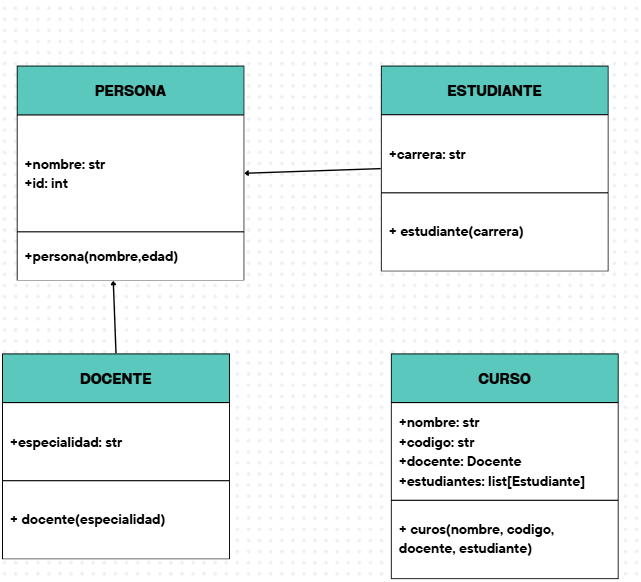 PERSONA
+nombre: str
+id: int
+persona(nombre,edad)
ESTUDIANTE
+carrera: str
+ estudiante(carrera)
DOCENTE
+especialidad: str
+ docente(especialidad)
CURSO
+nombre: str
+codigo: str
+docente: Docente
+estudiantes: list[Estudiante]
+ curos(nombre, codigo,
docente, estudiante)